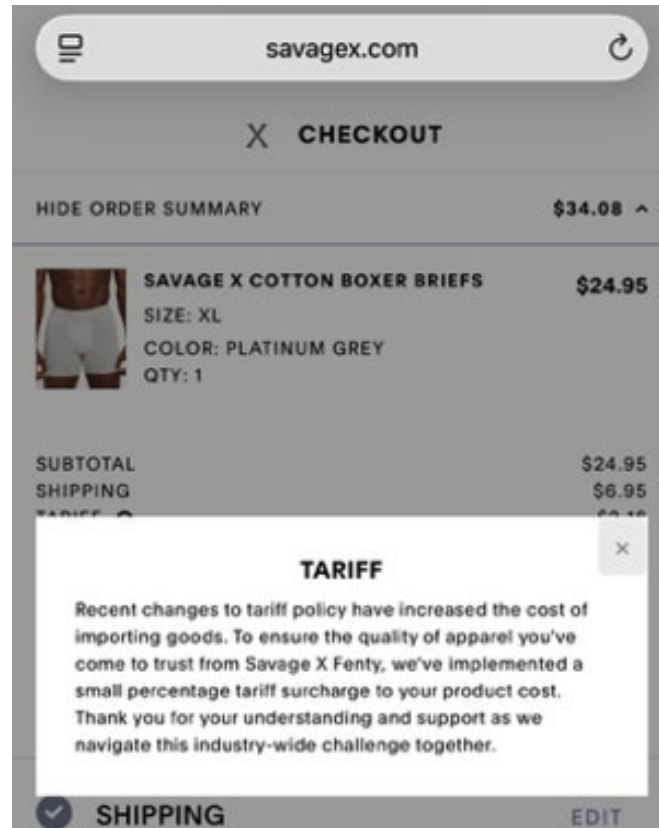 savagex.com
X CHECKOUT
HIDE ORDER SUMMARY $34.08
SAVAGE X COTTON BOXER BRIEFS $24.95
SIZE: XL
COLOR: PLATINUM GREY
QTY: 1
SUBTOTAL $24.95
SHIPPING $6.95
TARIFF $2.18
TARIFF
Recent changes to tariff policy have increased the cost of
importing goods. To ensure the quality of apparel you've
come to trust from Savage X Fenty, we've implemented a
small percentage tariff surcharge to your product cost.
Thank you for your understanding and support as we
navigate this industry-wide challenge together.
SHIPPING EDIT